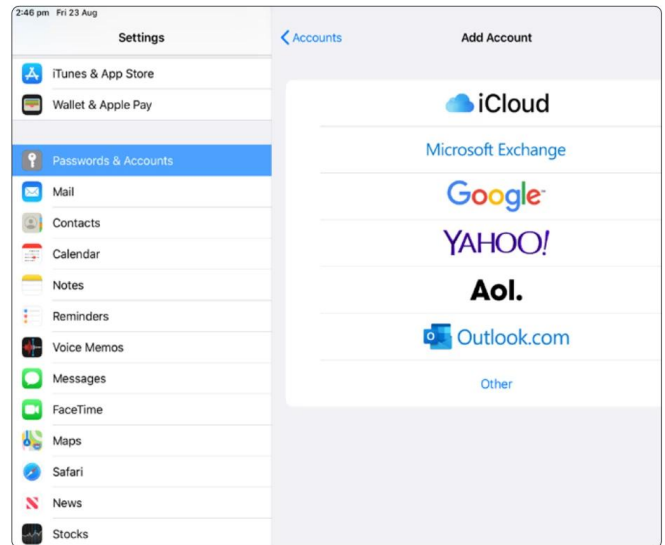 2:46 pm Fri 23 Aug
Settings
iTunes & App Store
Wallet & Apple Pay
Passwords & Accounts
Mail
Contacts
Calendar
Notes
Reminders
Voice Memos
Messages
FaceTime
Maps
Safari
News
Stocks
Accounts
Add Account
iCloud
Microsoft Exchange
Google
YAHOO!
Aol.
Outlook.com
Other